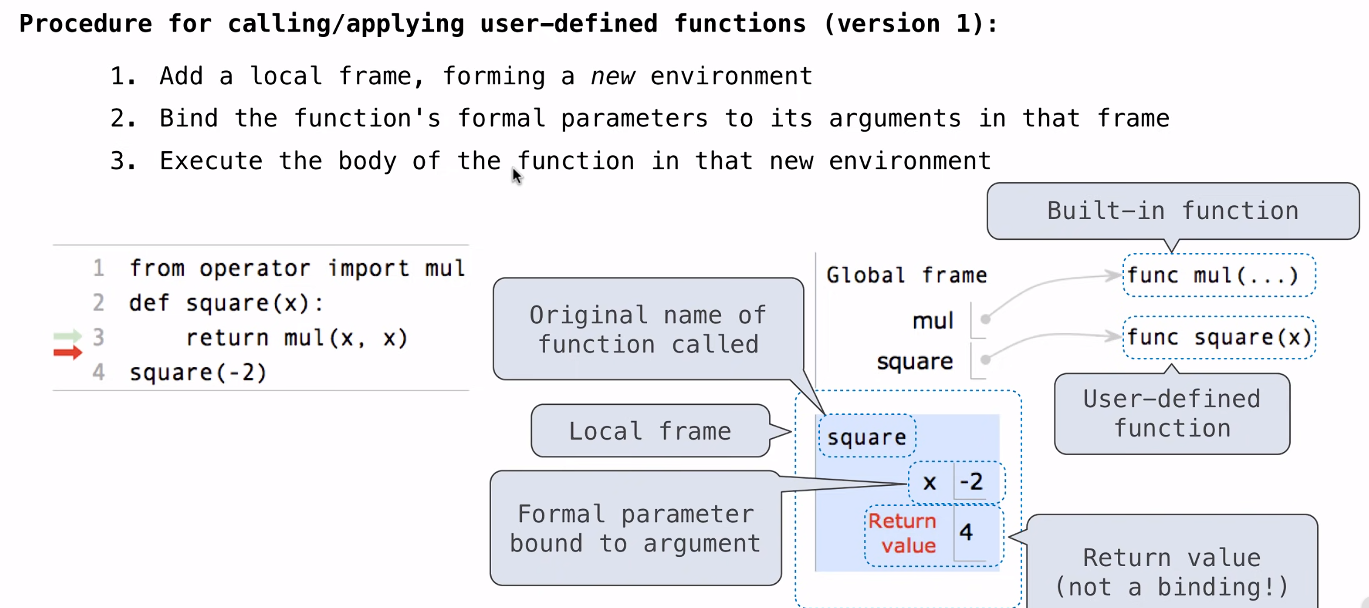 Procedure for calling/applying user-defined functions (version 1):
1. Add a local frame, forming a new environment
2. Bind the function's formal parameters to its arguments in that frame
3. Execute the body of the function in that new environment
1 from operator import mul
2 def square(x):
3     return mul(x, x)
4 square(-2)
Built-in function
Global frame
func mul(...)
mul
func square(x)
square
User-defined
function
Original name of
function called
Local frame
square
Formal parameter
bound to argument
x -2
Return
value
4
Return value
(not a binding!)